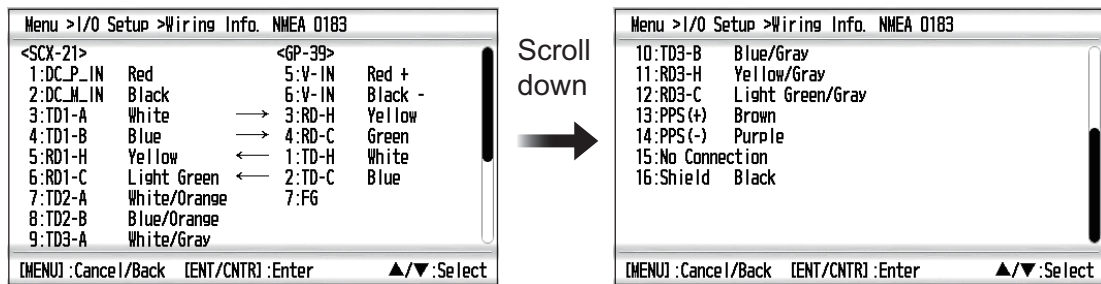 Menu >I/O Setup >Wiring Info. NMEA 0183
<SCX-21> <GP-39>
1:DC_P_IN Red 5:V-IN Red +
2:DC_M_IN Black 6:V-IN Black -
3:TD1-A White → 3:RD-H Yellow
4:TD1-B Blue → 4:RD-C Green
5:RD1-H Yellow ← 1:TD-H White
6:RD1-C Light Green ← 2:TD-C Blue
7:TD2-A White/Orange 7:FG
8:TD2-B Blue/Orange
9:TD3-A White/Gray
[MENU]:Cancel/Back [ENT/CNTR]:Enter ▲/▼:Select
Scroll
down
Menu >I/O Setup >Wiring Info. NMEA 0183
10:TD3-B Blue/Gray
11:RD3-H Yellow/Gray
12:RD3-C Light Green/Gray
13:PPS(+) Brown
14:PPS(-) Purple
15:No Connection
16:Shield Black
[MENU]:Cancel/Back [ENT/CNTR]:Enter ▲/▼:Select